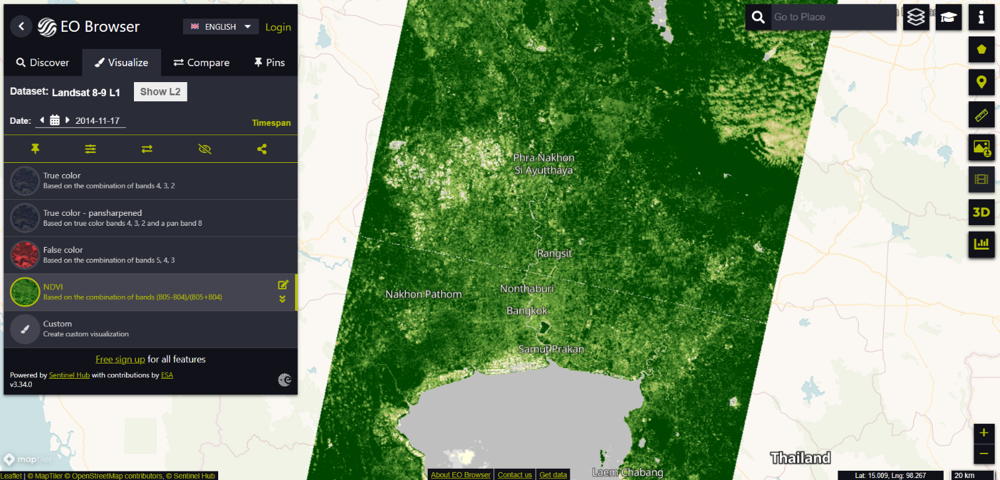 EO Browser
ENGLISH
Login
Discover
Visualize
Compare
Pins
Dataset: Landsat 8-9 L1
Show L2
Date: 2014-11-17
Timespan
True color
Based on the combination of bands 4, 3, 2
True color - pansharpened
Based on true color bands 4, 3, 2 and a pan band 8
False color
Based on the combination of bands 5, 4, 3
NDVI
Based on the combination of bands (B05-B04)/(B05+B04)
Custom
Create custom visualization
Free sign up for all features
Powered by Sentinel Hub with contributions by ESA
v3.34.0
Go to Place
3D
Phra Nakhon
Si Ayutthaya
Rangsit
Nakhon Pathom
Nonthaburi
Bangkok
Samut Prakan
Laem Chabang
Thailand
maptiler
Leaflet | © MapTiler © OpenStreetMap contributors, © Sentinel Hub
About EO Browser
Contact us
Get data
Lat: 15.009, Lng: 98.267
20 km